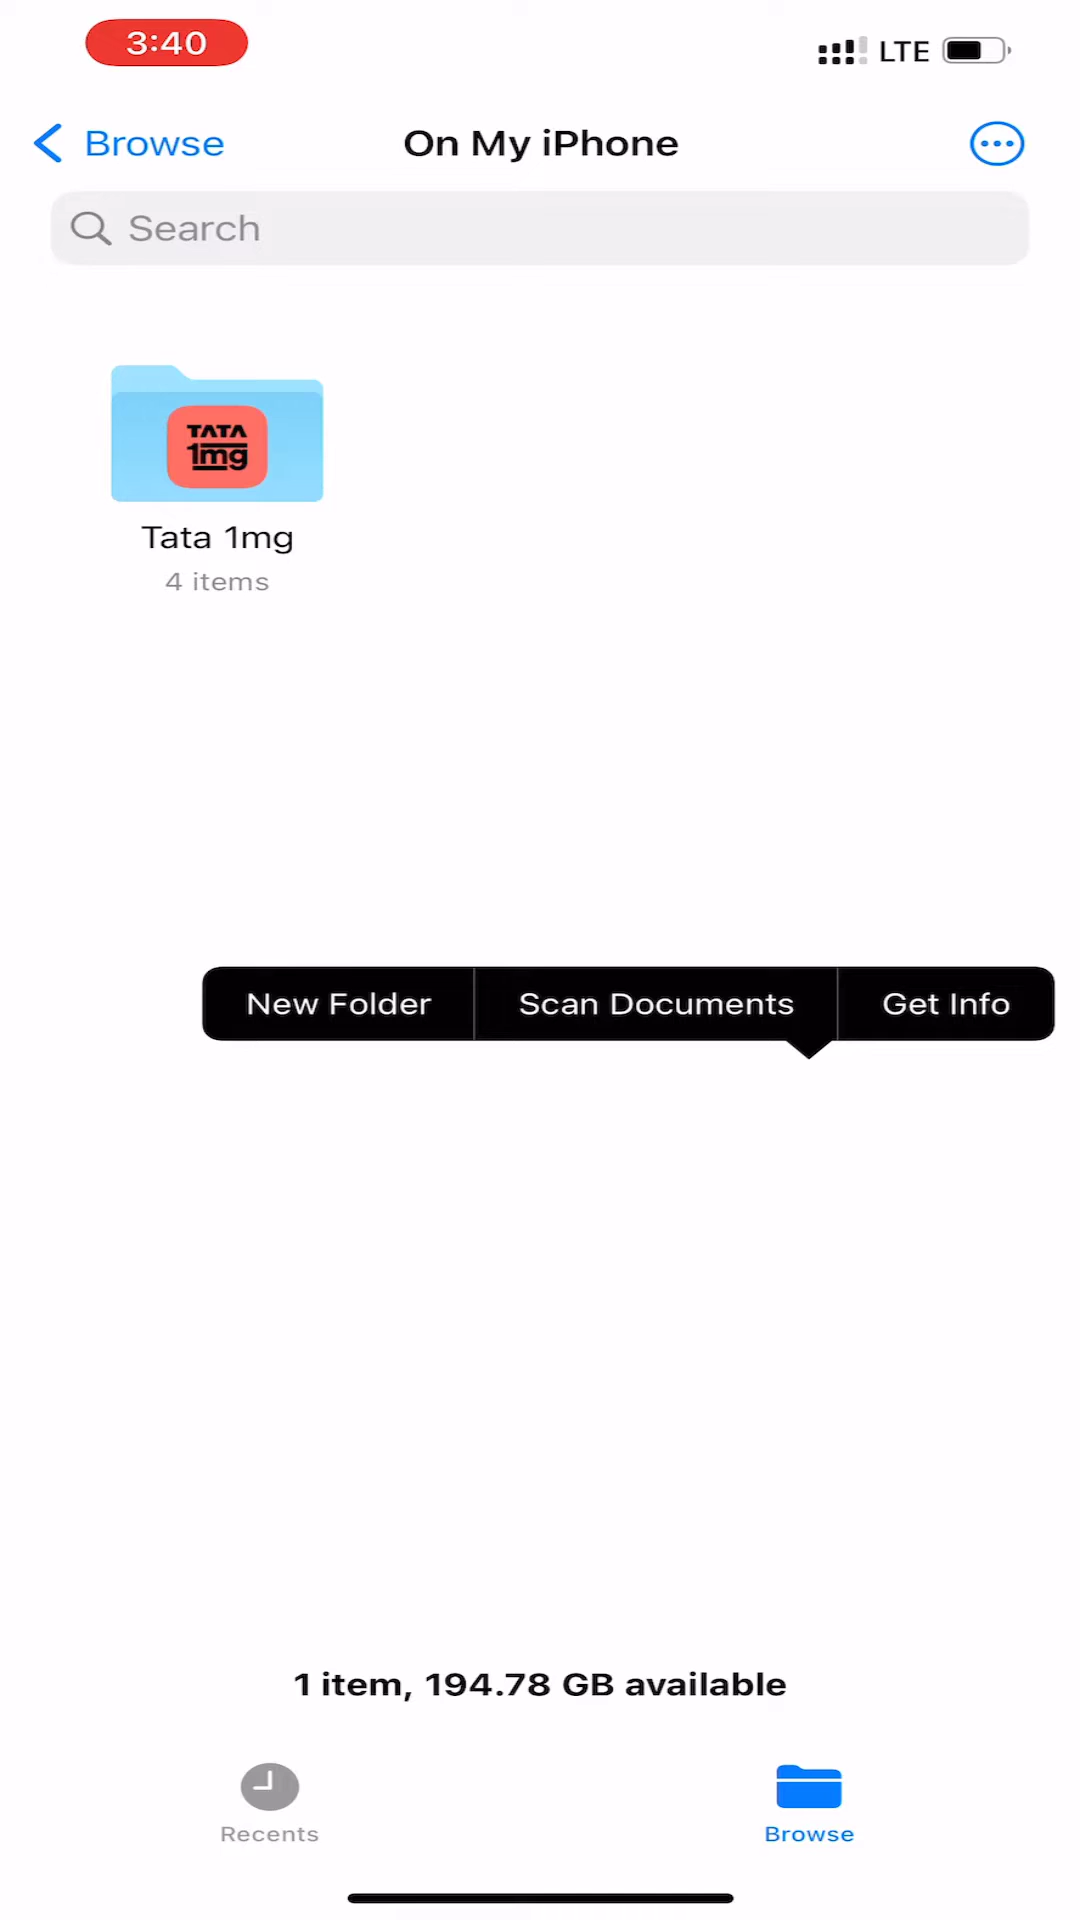 3:40 LTE
Browse On My iPhone
Search
TATA
1mg
Tata 1mg
4 items
New Folder Scan Documents Get Info
1 item, 194.78 GB available
Recents Browse